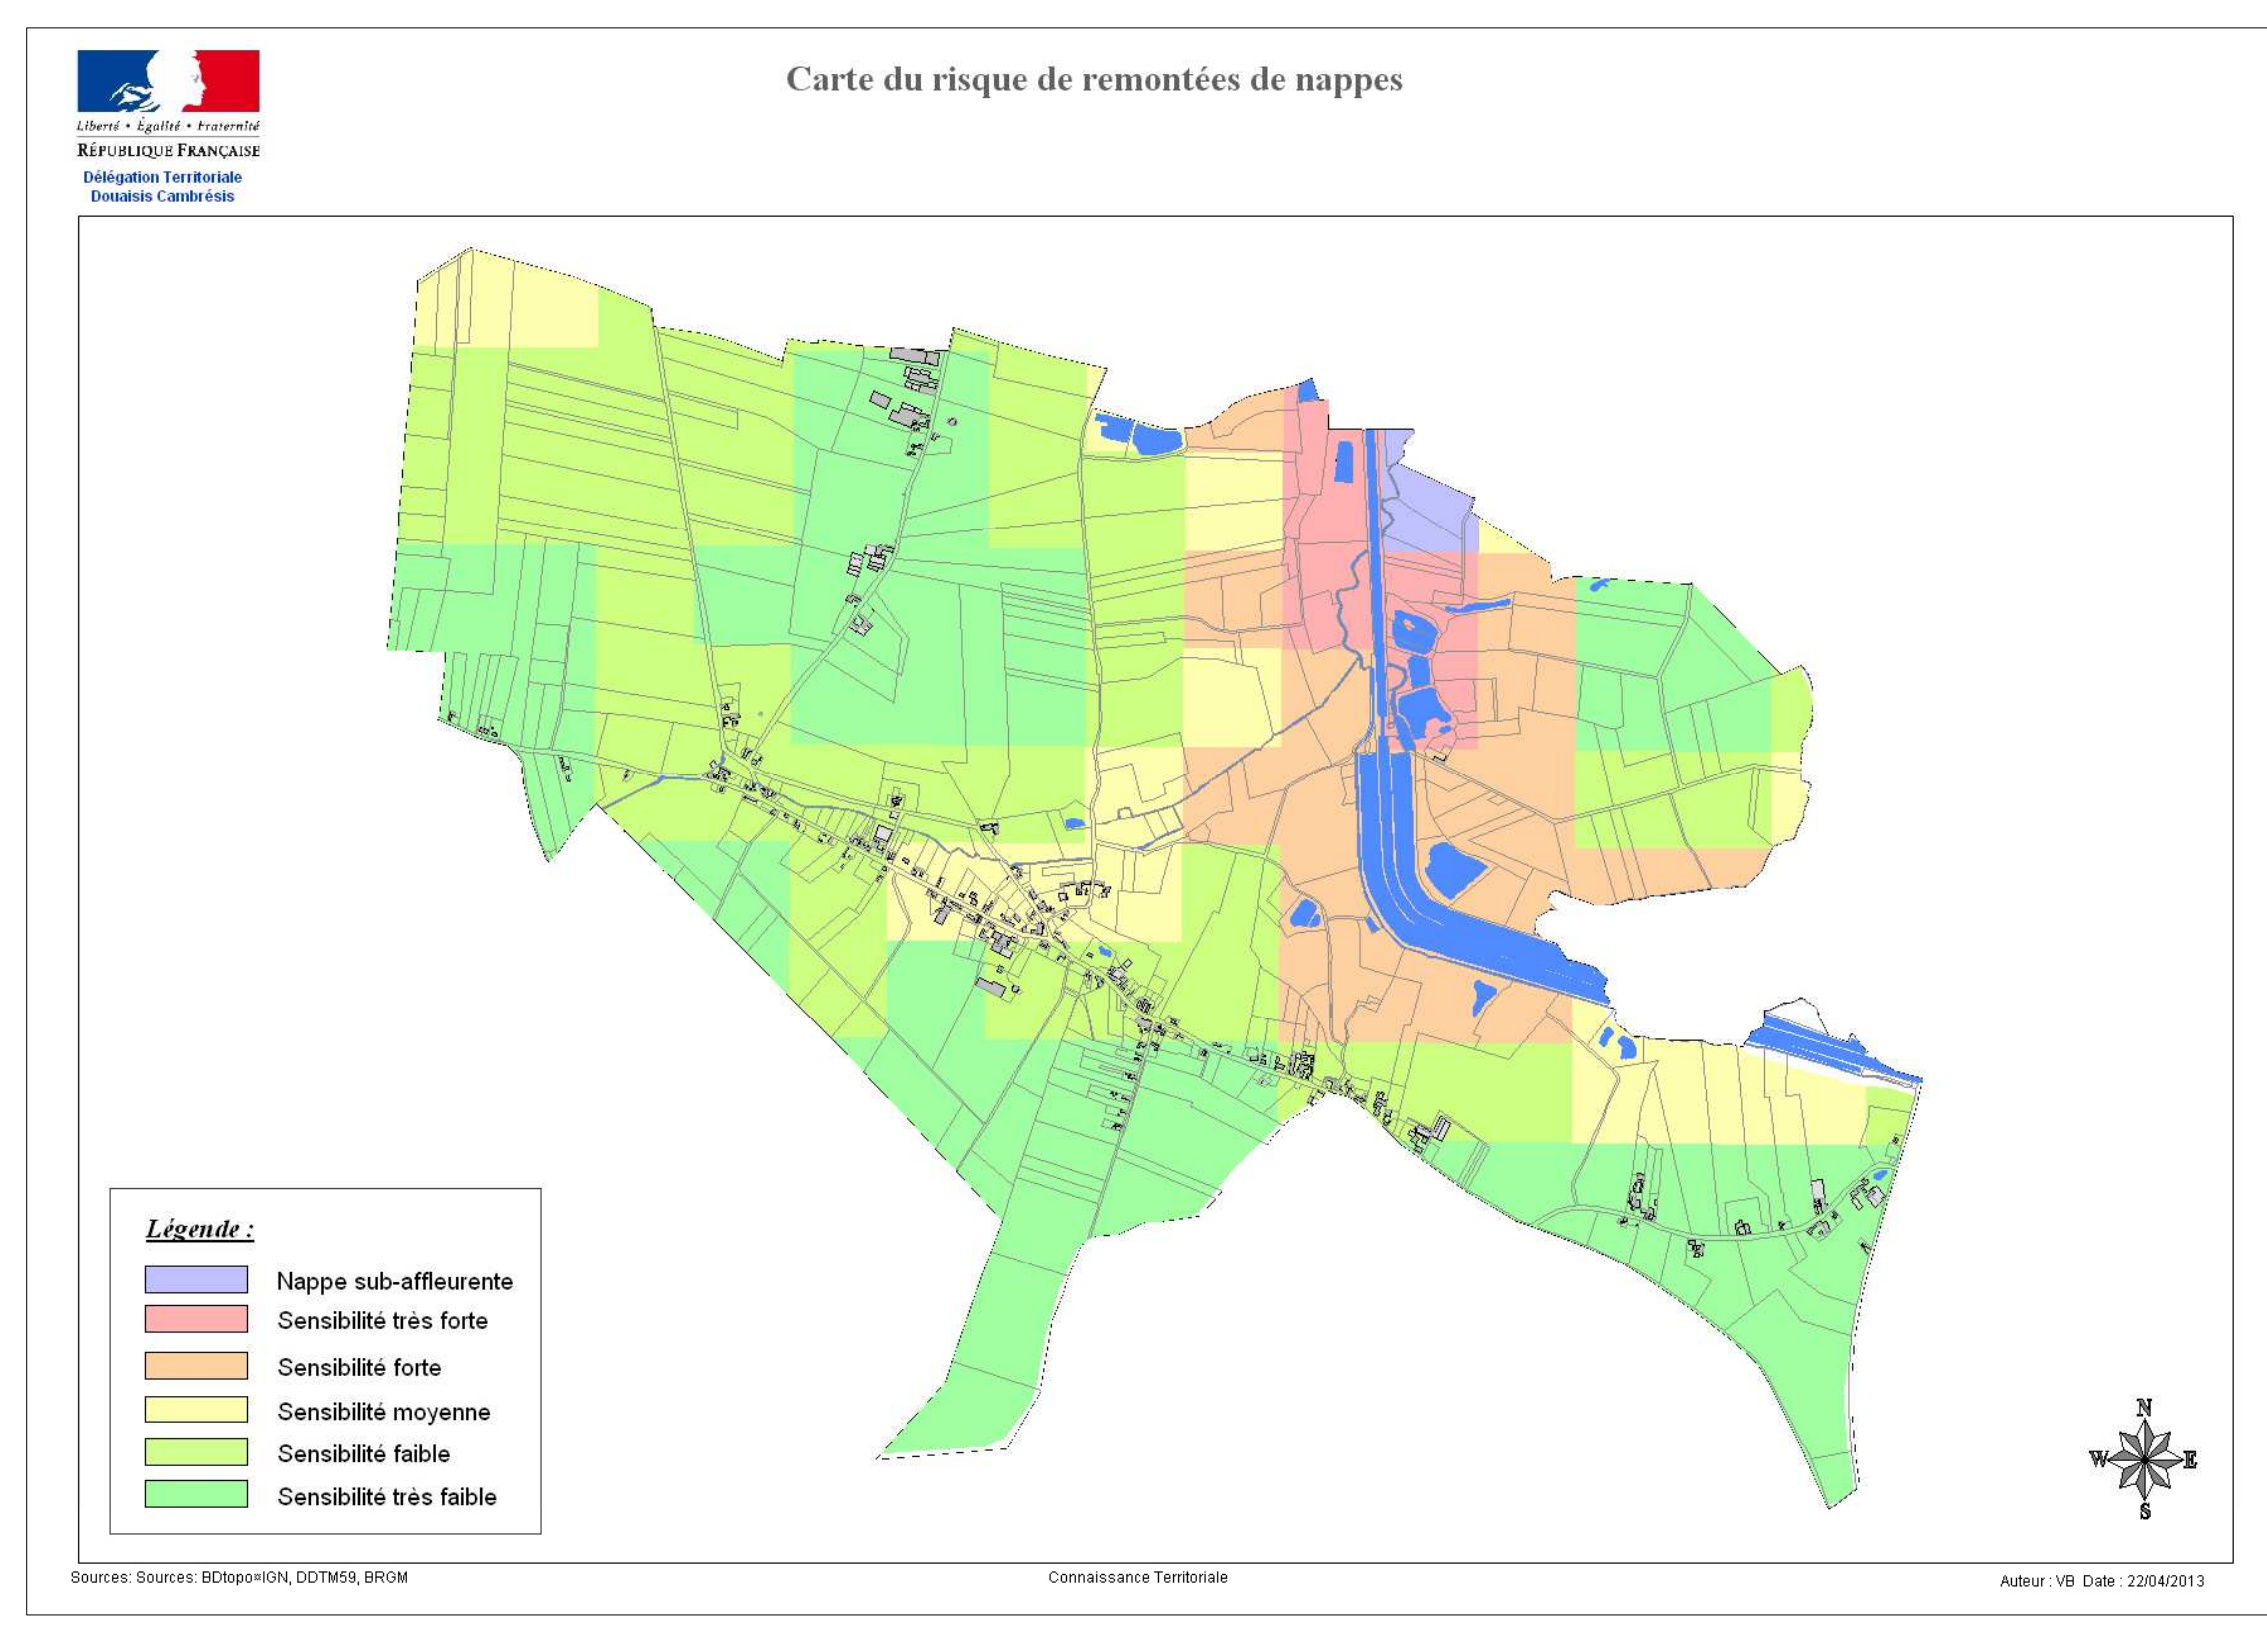 Carte du risque de remontées de nappes
Liberté • Égalité • Fraternité
RÉPUBLIQUE FRANÇAISE
Délégation Territoriale
Douaisis Cambrésis
Légende :
Nappe sub-affleurente
Sensibilité très forte
Sensibilité forte
Sensibilité moyenne
Sensibilité faible
Sensibilité très faible
N
W E
S
Sources: Sources: BDtopo¤IGN, DDTM59, BRGM
Connaissance Territoriale
Auteur : VB Date : 22/04/2013